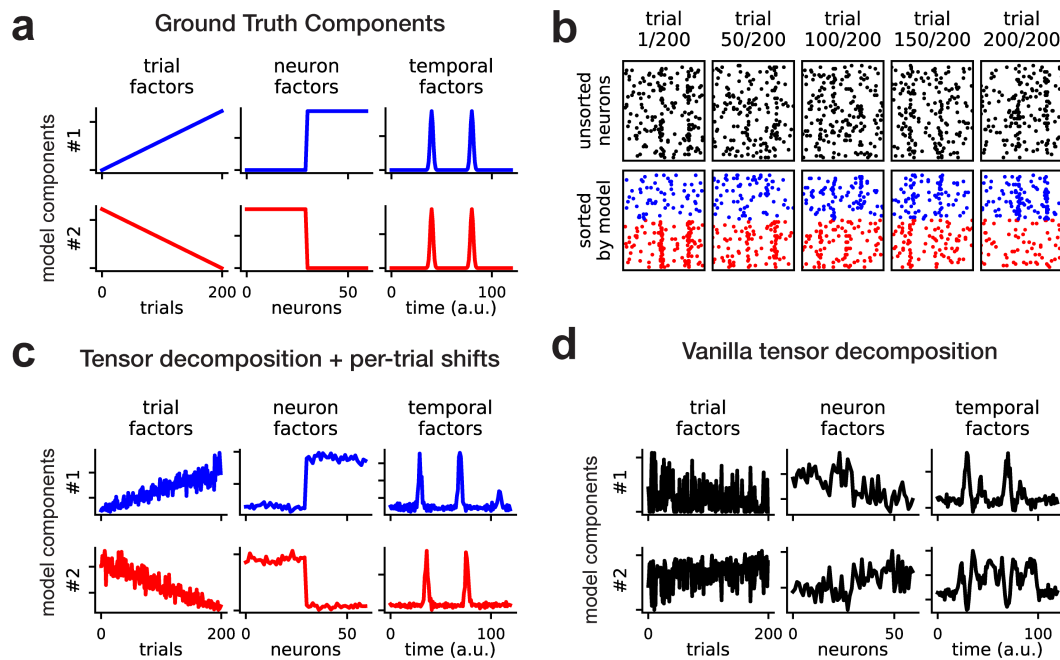 a
Ground Truth Components
trial
factors
neuron
factors
temporal
factors
model components
#1
#2
0
200
trials
50
neurons
0
100
time (a.u.)
b
trial
1/200
trial
50/200
trial
100/200
trial
150/200
trial
200/200
unsorted
neurons
sorted
by model
c
Tensor decomposition + per-trial shifts
trial
factors
neuron
factors
temporal
factors
model components
#1
#2
0
200
trials
0
50
neurons
0
100
time (a.u.)
d
Vanilla tensor decomposition
trial
factors
neuron
factors
temporal
factors
model components
#1
#2
0
200
trials
0
50
neurons
0
100
time (a.u.)